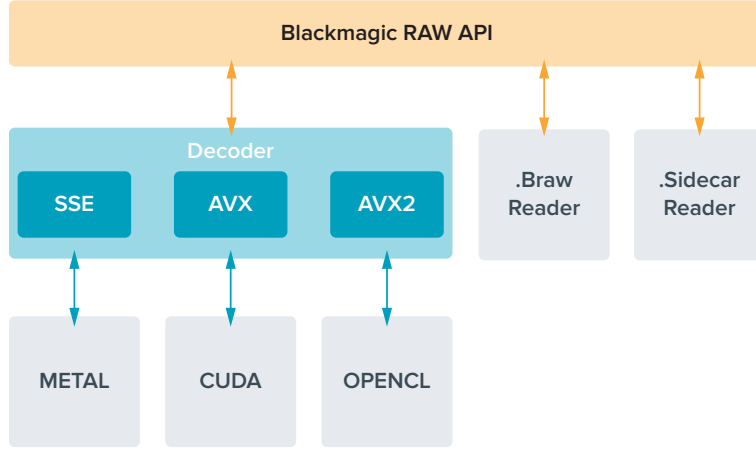 Blackmagic RAW API
Decoder
SSE
AVX
AVX2
.Braw
Reader
.Sidecar
Reader
METAL
CUDA
OPENCL